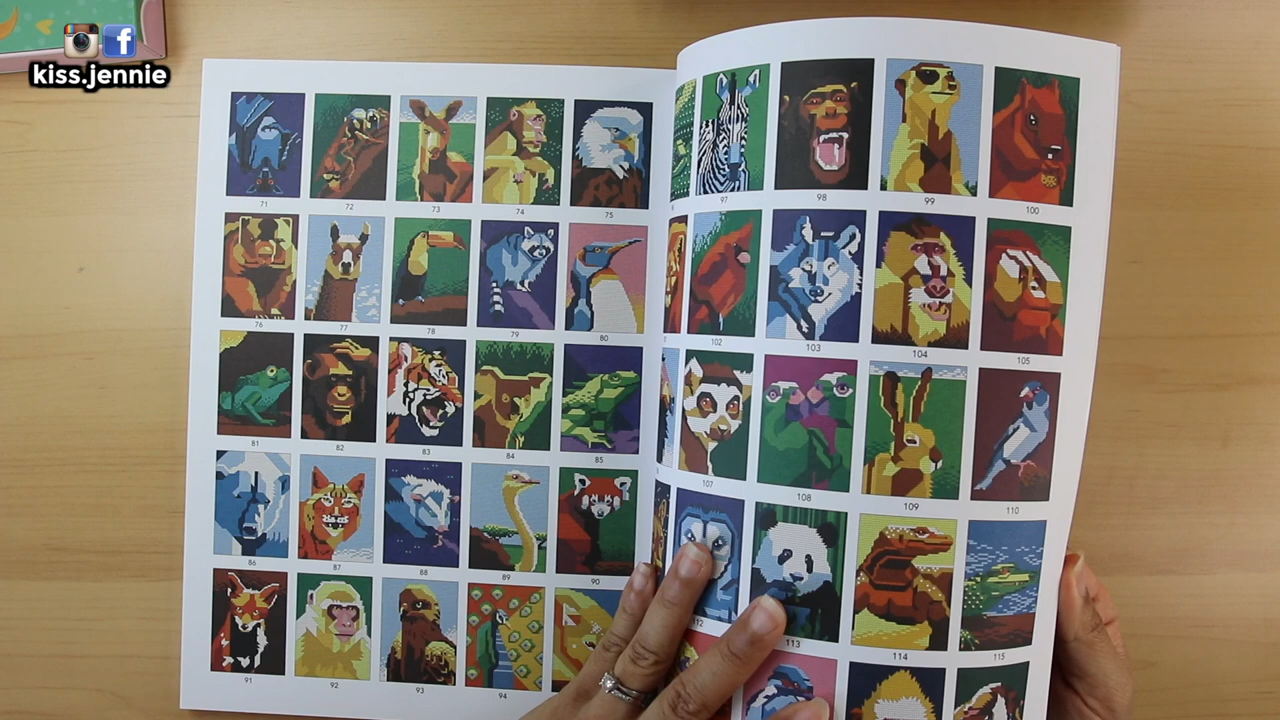 kiss.jennie
71 72 73 74 75
76 77 78 79 80
81 82 83 84 85
86 87 88 89 90
91 92 93 94
97 98 99 100
102 103 104 105
107 108 109 110
112 113 114 115